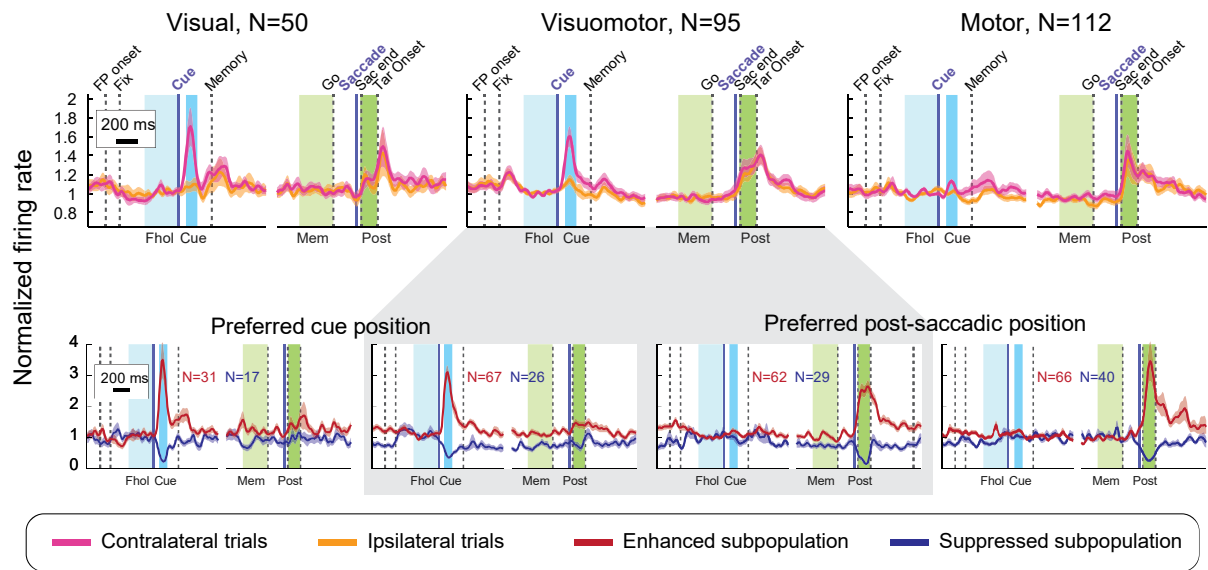 Visual, N=50
Visuomotor, N=95
Motor, N=112
FP onset
Fix
Cue
Memory
Go
Saccade
Sac end
Tar Onset
FP onset
Fix
Cue
Memory
Go
Saccade
Sac end
Tar Onset
FP onset
Fix
Cue
Memory
Go
Saccade
Sac end
Tar Onset
Normalized firing rate
2
1.8
1.6
1.4
1.2
1.0
0.8
200 ms
Fhol Cue Mem Post
Fhol Cue Mem Post
Fhol Cue Mem Post
Preferred cue position
Preferred post-saccadic position
4
3
2
1
0
200 ms
N=31 N=17
N=67 N=26
N=62 N=29
N=66 N=40
Fhol Cue Mem Post
Fhol Cue Mem Post
Fhol Cue Mem Post
Fhol Cue Mem Post
Contralateral trials
Ipsilateral trials
Enhanced subpopulation
Suppressed subpopulation